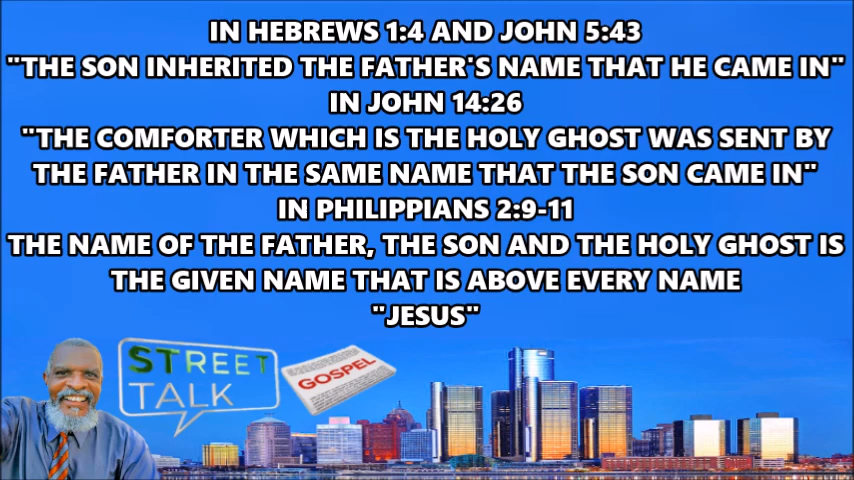 IN HEBREWS 1:4 AND JOHN 5:43
"THE SON INHERITED THE FATHER'S NAME THAT HE CAME IN"
IN JOHN 14:26
"THE COMFORTER WHICH IS THE HOLY GHOST WAS SENT BY
THE FATHER IN THE SAME NAME THAT THE SON CAME IN"
IN PHILIPPIANS 2:9-11
THE NAME OF THE FATHER, THE SON AND THE HOLY GHOST IS
THE GIVEN NAME THAT IS ABOVE EVERY NAME
"JESUS"
STREET
TALK
GOSPEL